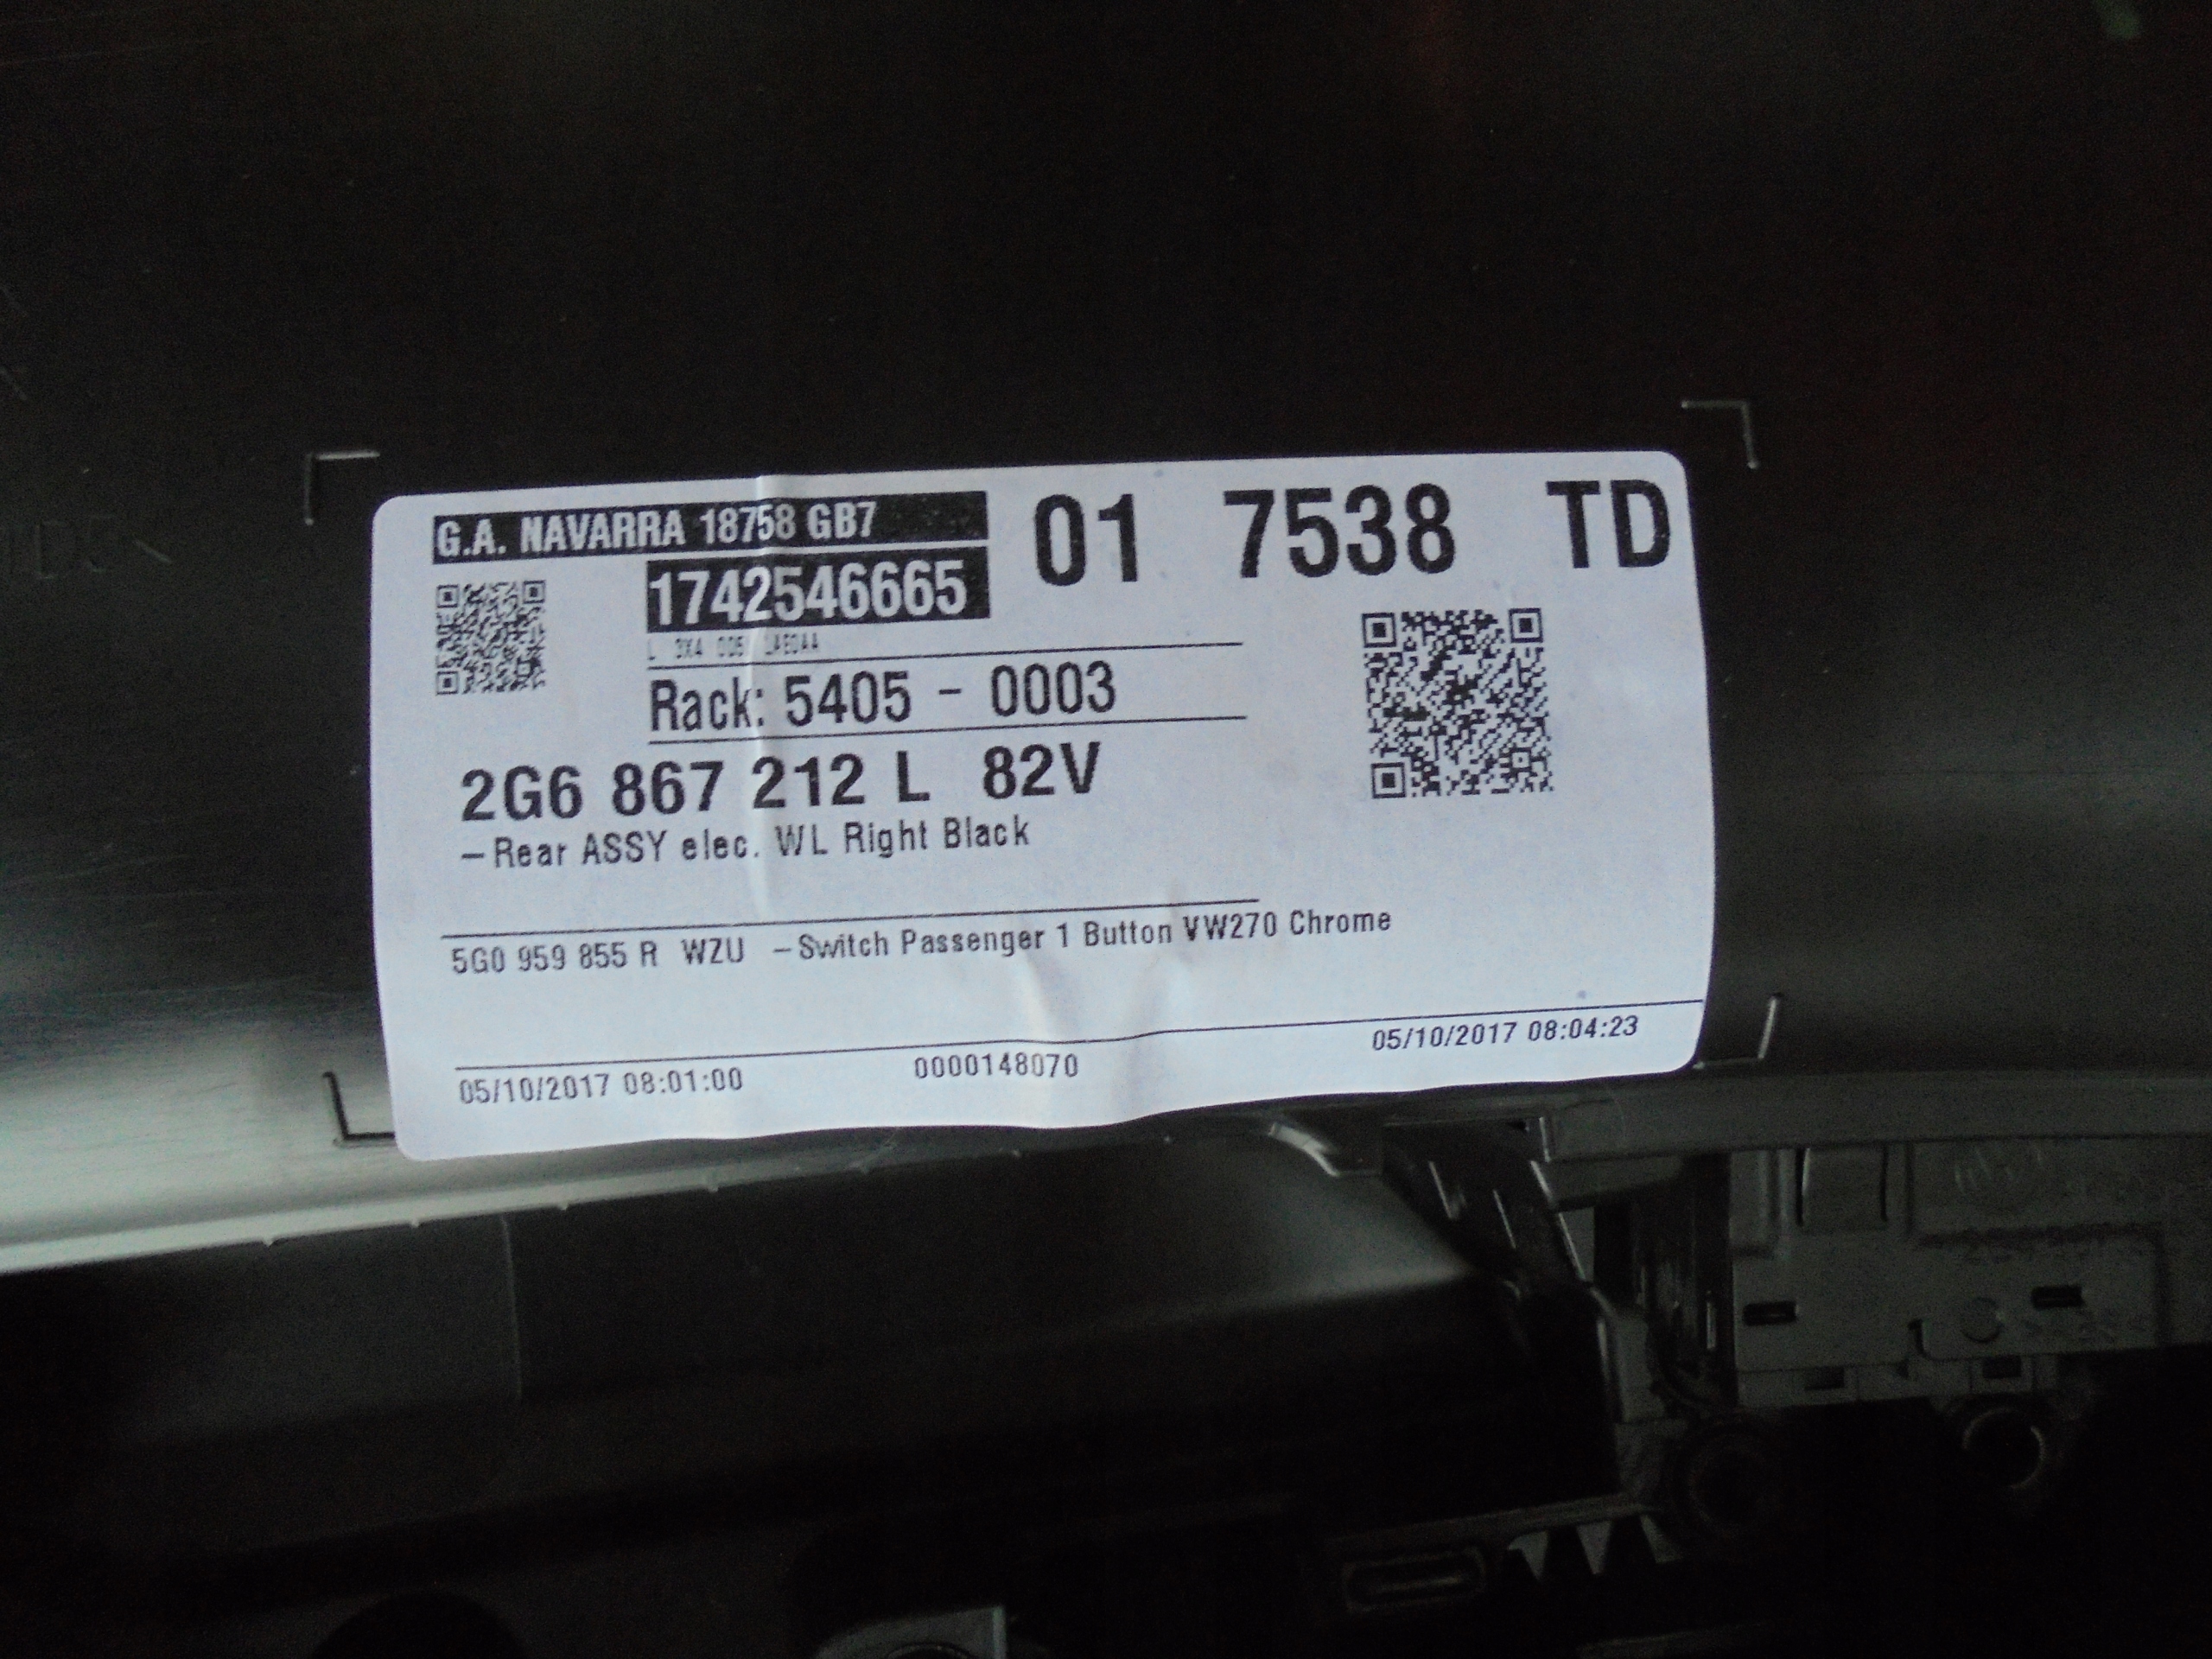 G.A. NAVARRA 18758 GB7
01 7538 TD
1742546665
Rack: 5405 - 0003
2G6 867 212 L 82V
-Rear ASSY elec. WL Right Black
5G0 959 855 R WZU -Switch Passenger 1 Button VW270 Chrome
05/10/2017 08:01:00
0000148070
05/10/2017 08:04:23